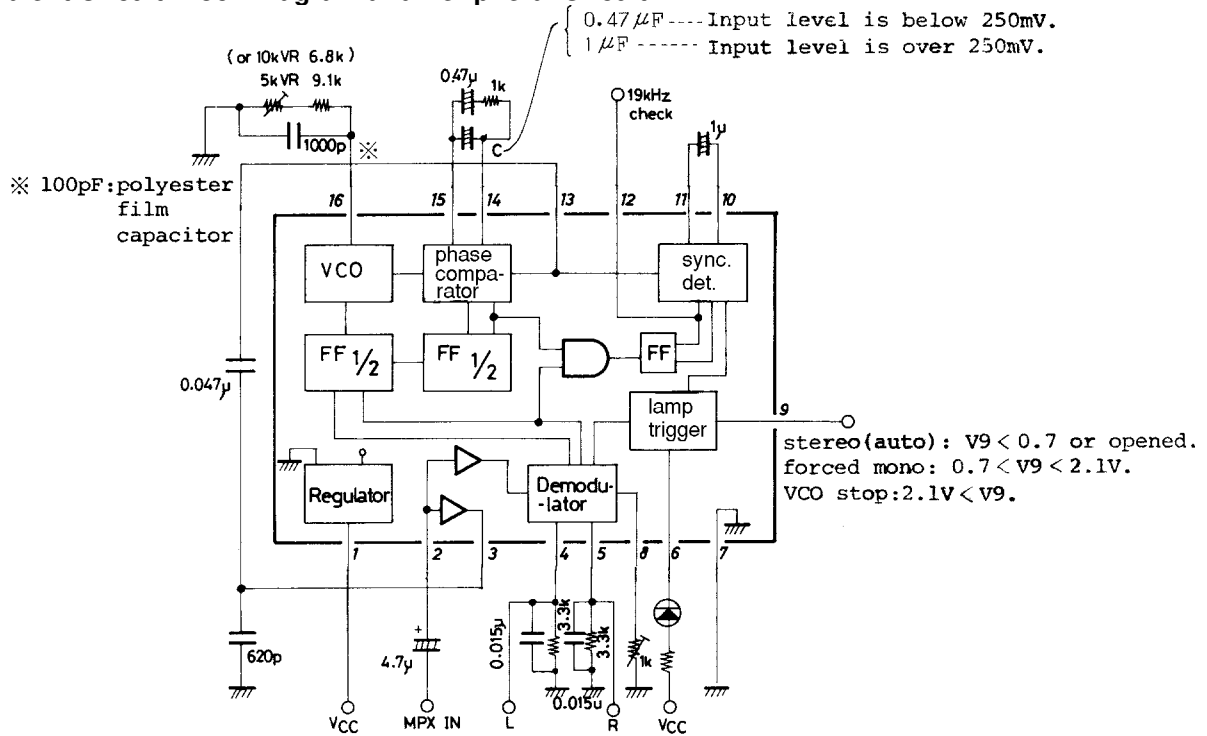 0.47µF---- Input level is below 250mV.
1µF ------ Input level is over 250mV.
(or 10kVR 6.8k)
5kVR 9.1k
0.47µ
1k
19kHz
check
1µ
1000p
※
C
※ 100pF:polyester
film
capacitor
16 15 14 13 12 11 10
VCO
phase
compa-
rator
sync.
det.
FF 1/2
FF 1/2
FF
0.047µ
lamp
trigger
9
stereo(auto): V9<0.7 or opened.
forced mono: 0.7<V9<2.1V.
VCO stop:2.1V<V9.
Regulator
Demodu-
-lator
1 2 3 4 5 8 6 7
620p
+
4.7µ
0.015µ
3.3k
3.3k
1k
0.015u
VCC
MPX IN
L
R
VCC